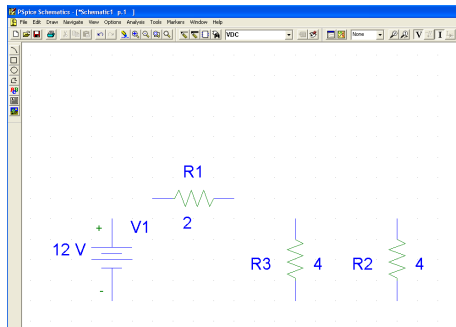 PSpice Schematics - [*Schematic1 p.1 ]
File Edit Draw Navigate View Options Analysis Tools Markers Window Help
VDC
None
V
I
R1
2
+
V1
12 V
-
R3
4
R2
4